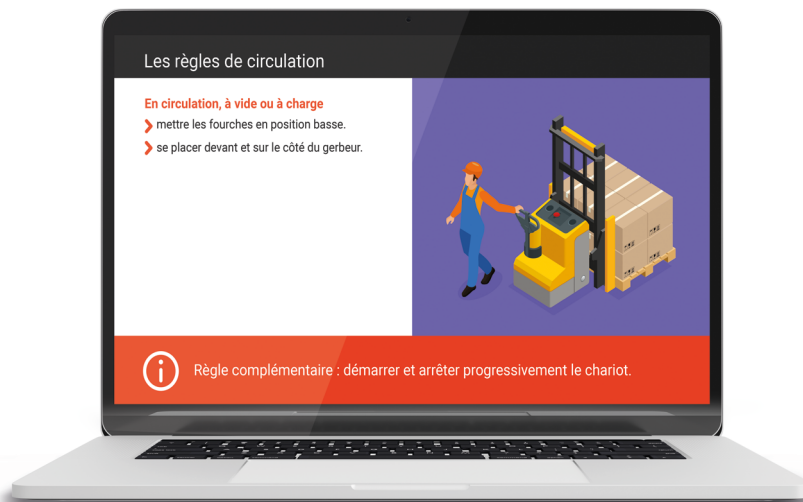 Les règles de circulation
En circulation, à vide ou à charge
mettre les fourches en position basse.
se placer devant et sur le côté du gerbeur.
Règle complémentaire : démarrer et arrêter progressivement le chariot.